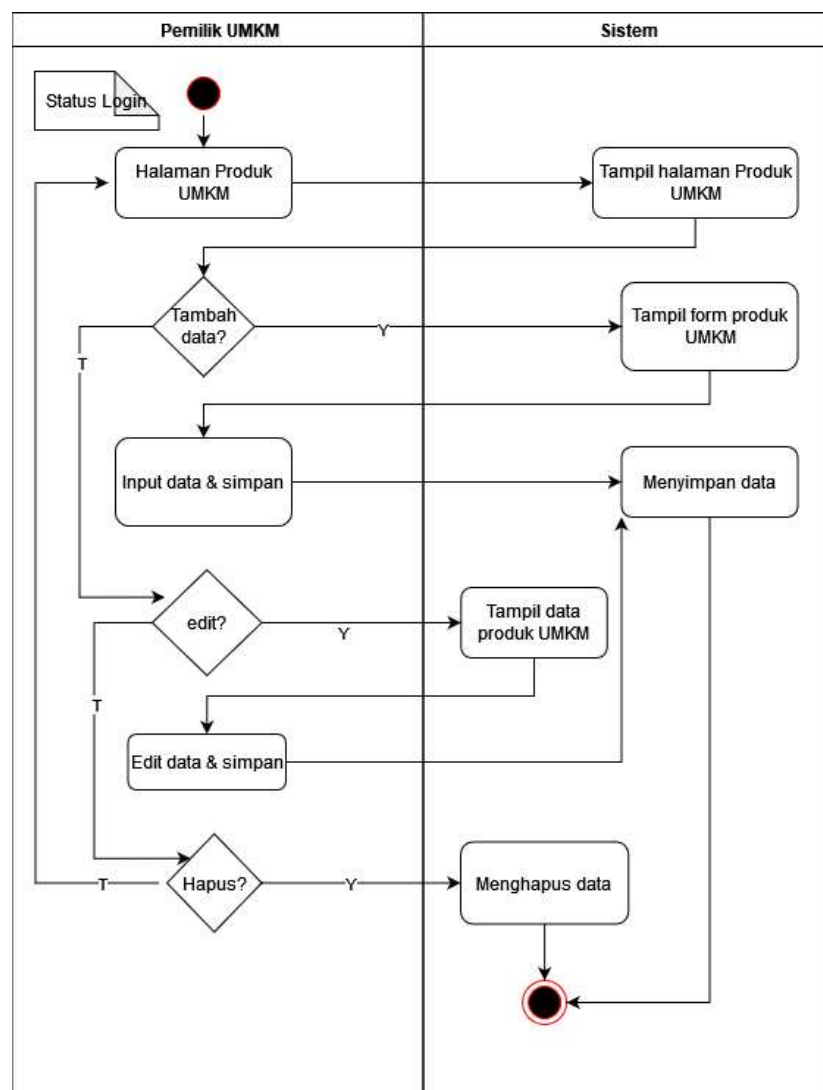 Pemilik UMKM
Sistem
Status Login
Halaman Produk
UMKM
Tampil halaman Produk
UMKM
Tambah
data?
Y
Tampil form produk
UMKM
T
Input data & simpan
Menyimpan data
edit?
Y
Tampil data
produk UMKM
T
Edit data & simpan
T
Hapus?
Y
Menghapus data